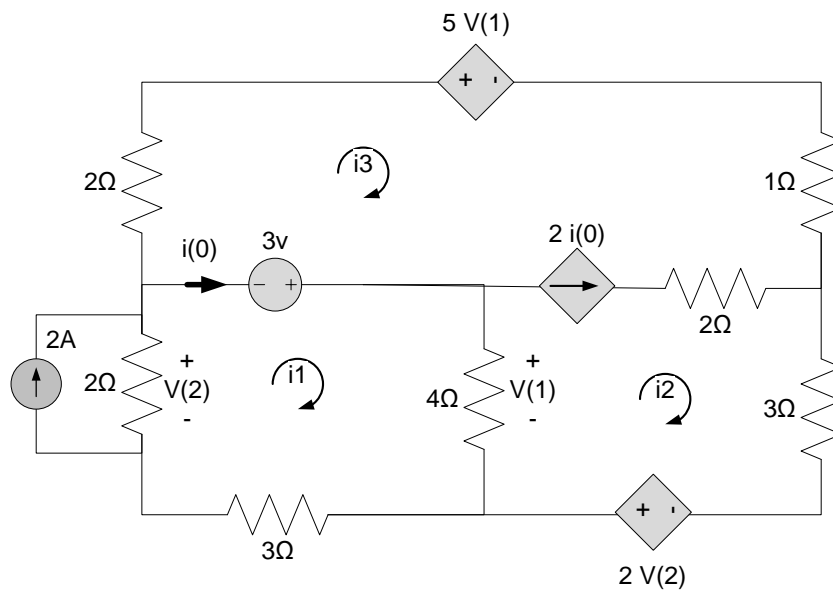 5 V(1)
+ -
i3
2Ω
1Ω
i(0)
3v
2 i(0)
- +
2Ω
2A
2Ω
+
V(2)
-
i1
4Ω
+
V(1)
-
i2
3Ω
3Ω
+ -
2 V(2)